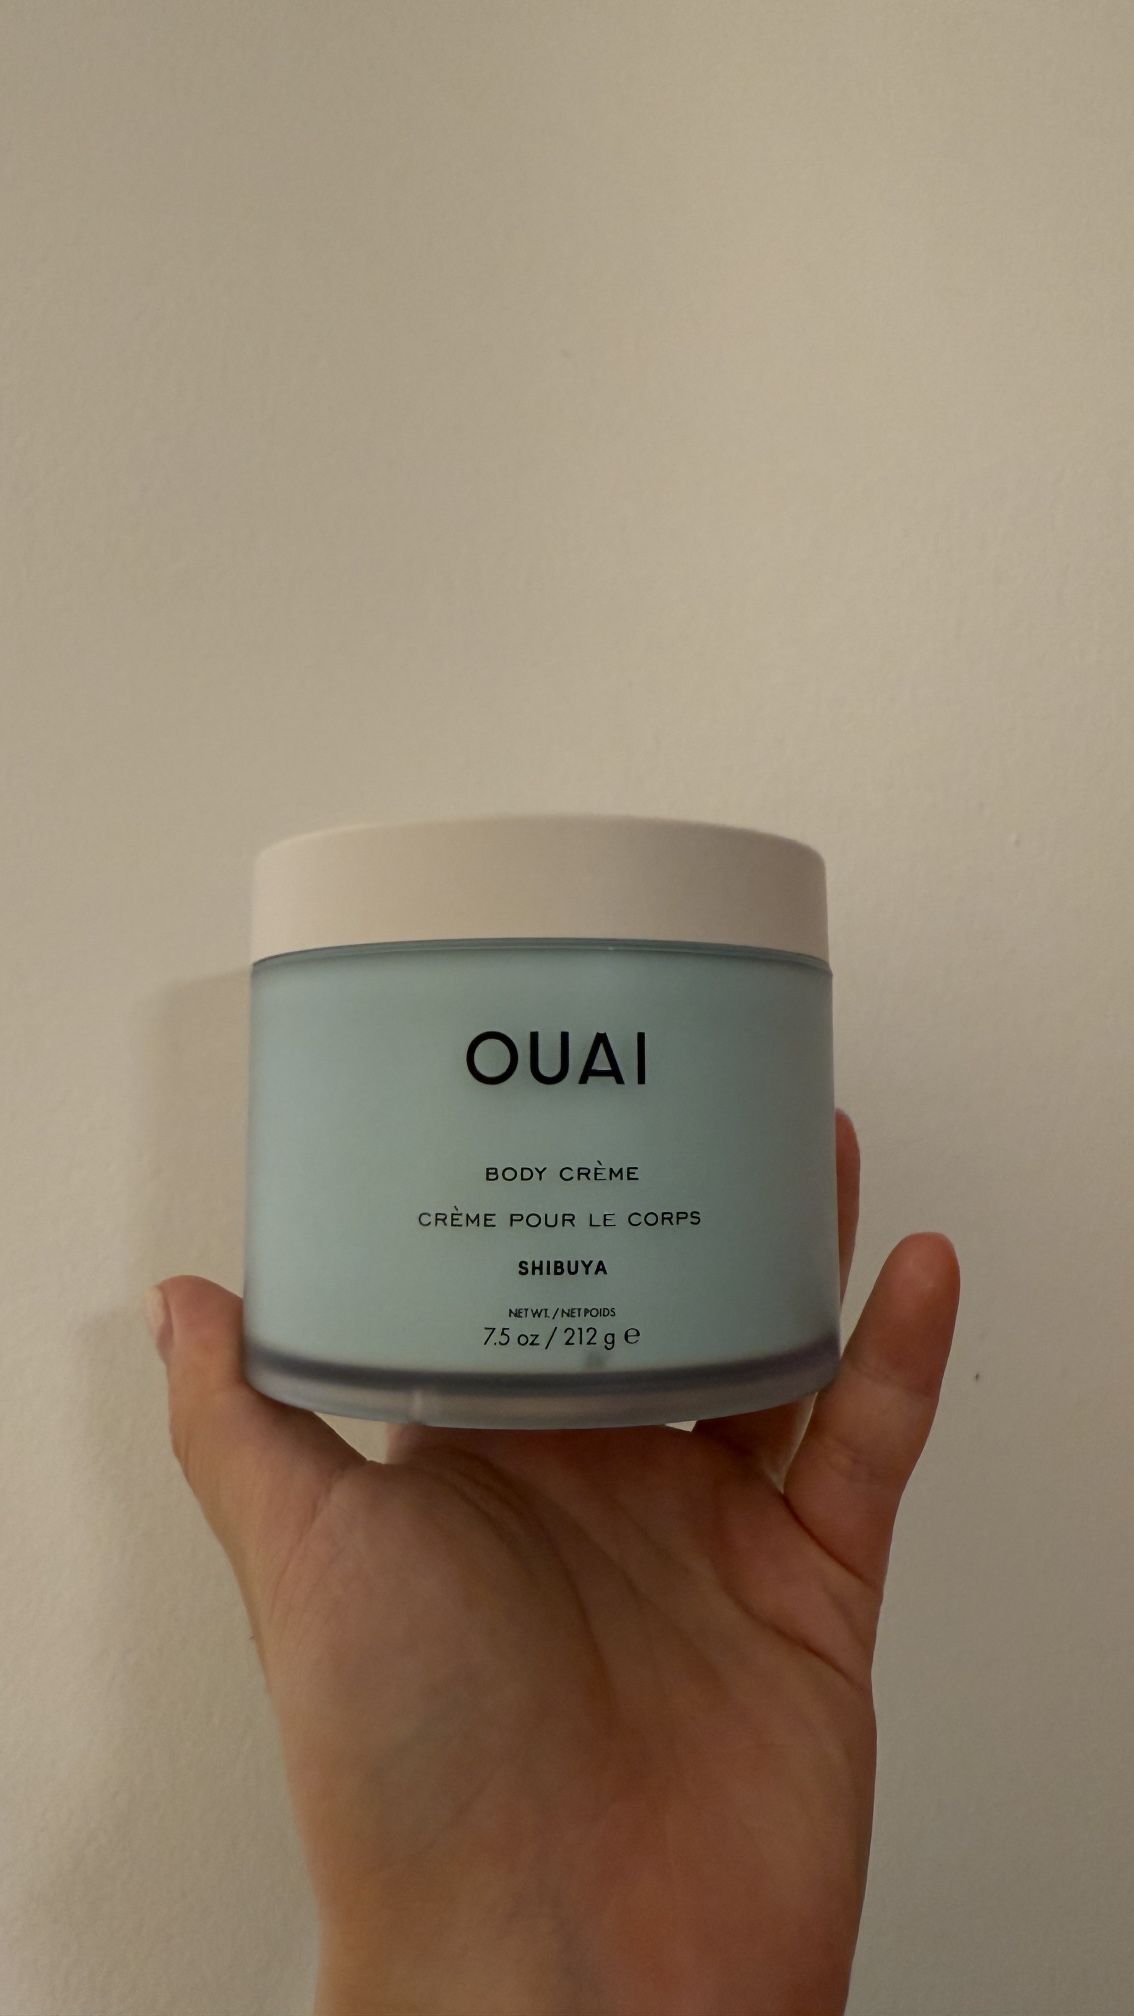 OUAI
BODY CRÈME
CRÈME POUR LE CORPS
SHIBUYA
NET WT. / NET POIDS
7.5 oz / 212 g ℮